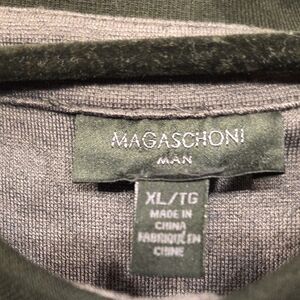 MAGASCHONI
MAN
XL/TG
MADE IN
CHINA
FABRIQUÉ EN
CHINE